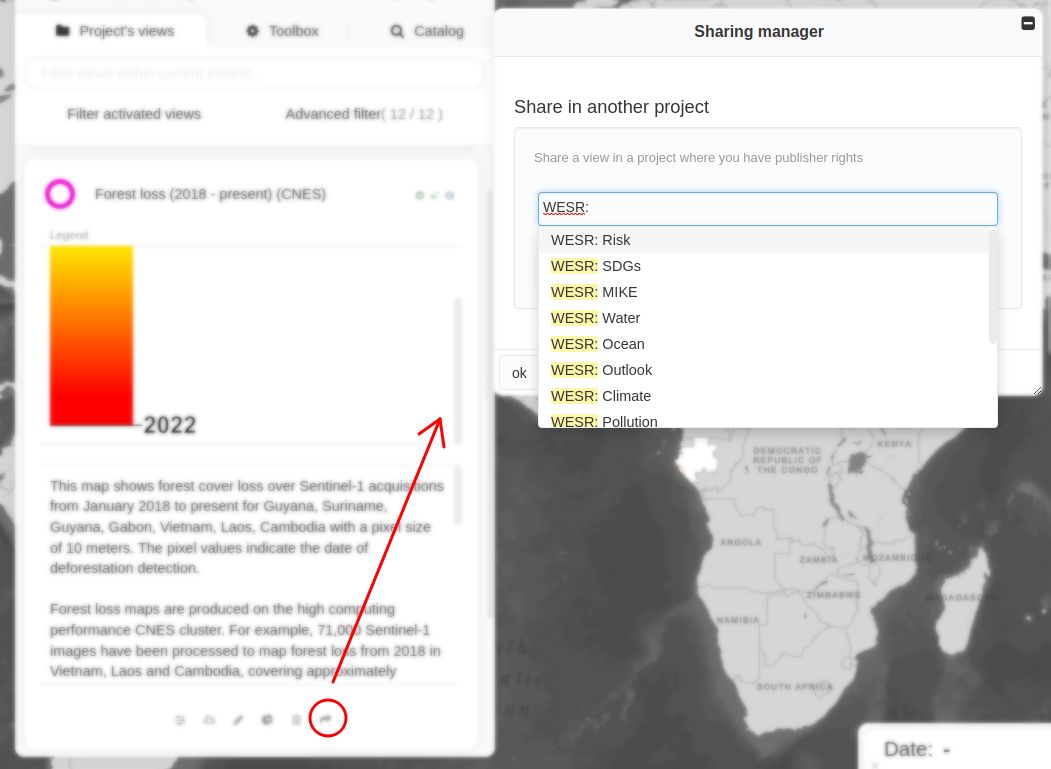 Project's views
Toolbox
Catalog
Filter views within current project...
Filter activated views
Advanced filter ( 12 / 12 )
Forest loss (2018 - present) (CNES)
Legend
2022
This map shows forest cover loss over Sentinel-1 acquisitions
from January 2018 to present for Guyana, Suriname,
Guyana, Gabon, Vietnam, Laos, Cambodia with a pixel size
of 10 meters. The pixel values indicate the date of
deforestation detection.
Forest loss maps are produced on the high computing
performance CNES cluster. For example, 71,000 Sentinel-1
images have been processed to map forest loss from 2018 in
Vietnam, Laos and Cambodia, covering approximately
Sharing manager
Share in another project
Share a view in a project where you have publisher rights
WESR:
WESR: Risk
WESR: SDGs
WESR: MIKE
WESR: Water
WESR: Ocean
WESR: Outlook
WESR: Climate
WESR: Pollution
ok
DEMOCRATIC
REPUBLIC OF
THE CONGO
KENYA
ANGOLA
ZAMBIA
MOZAMBIQUE
ZIMBABWE
MADAGASCAR
NAMIBIA
SOUTH AFRICA
Date: -